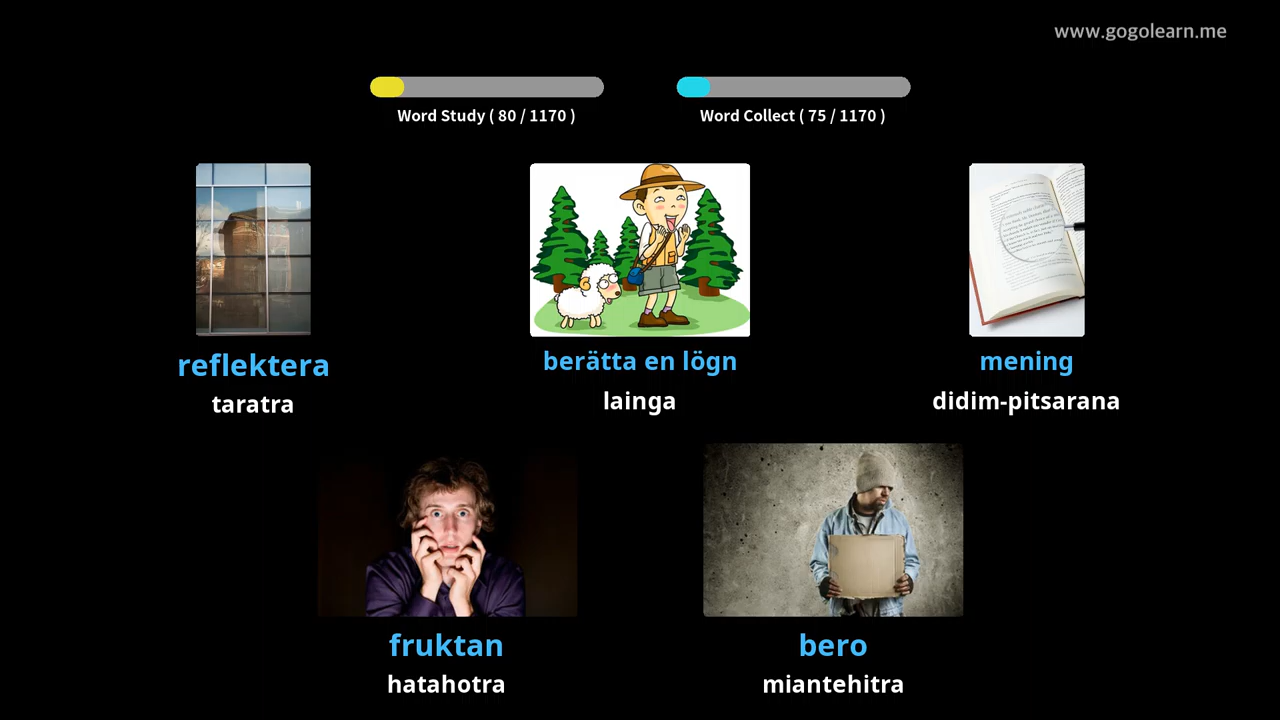 www.gogolearn.me
Word Study ( 80 / 1170 )
Word Collect ( 75 / 1170 )
reflektera
berätta en lögn
mening
taratra
lainga
didim-pitsarana
fruktan
bero
hatahotra
miantehitra